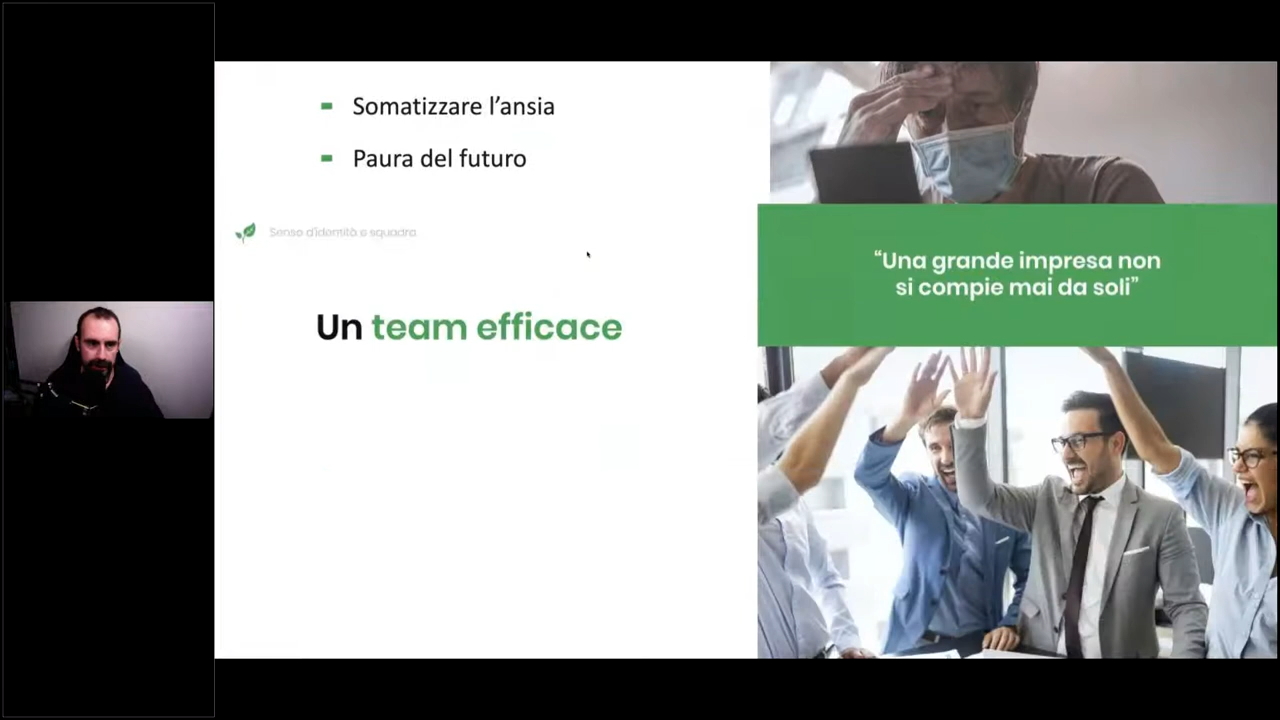 Somatizzare l’ansia
Paura del futuro
Senso d'identità e squadra
Un team efficace
“Una grande impresa non
si compie mai da soli”